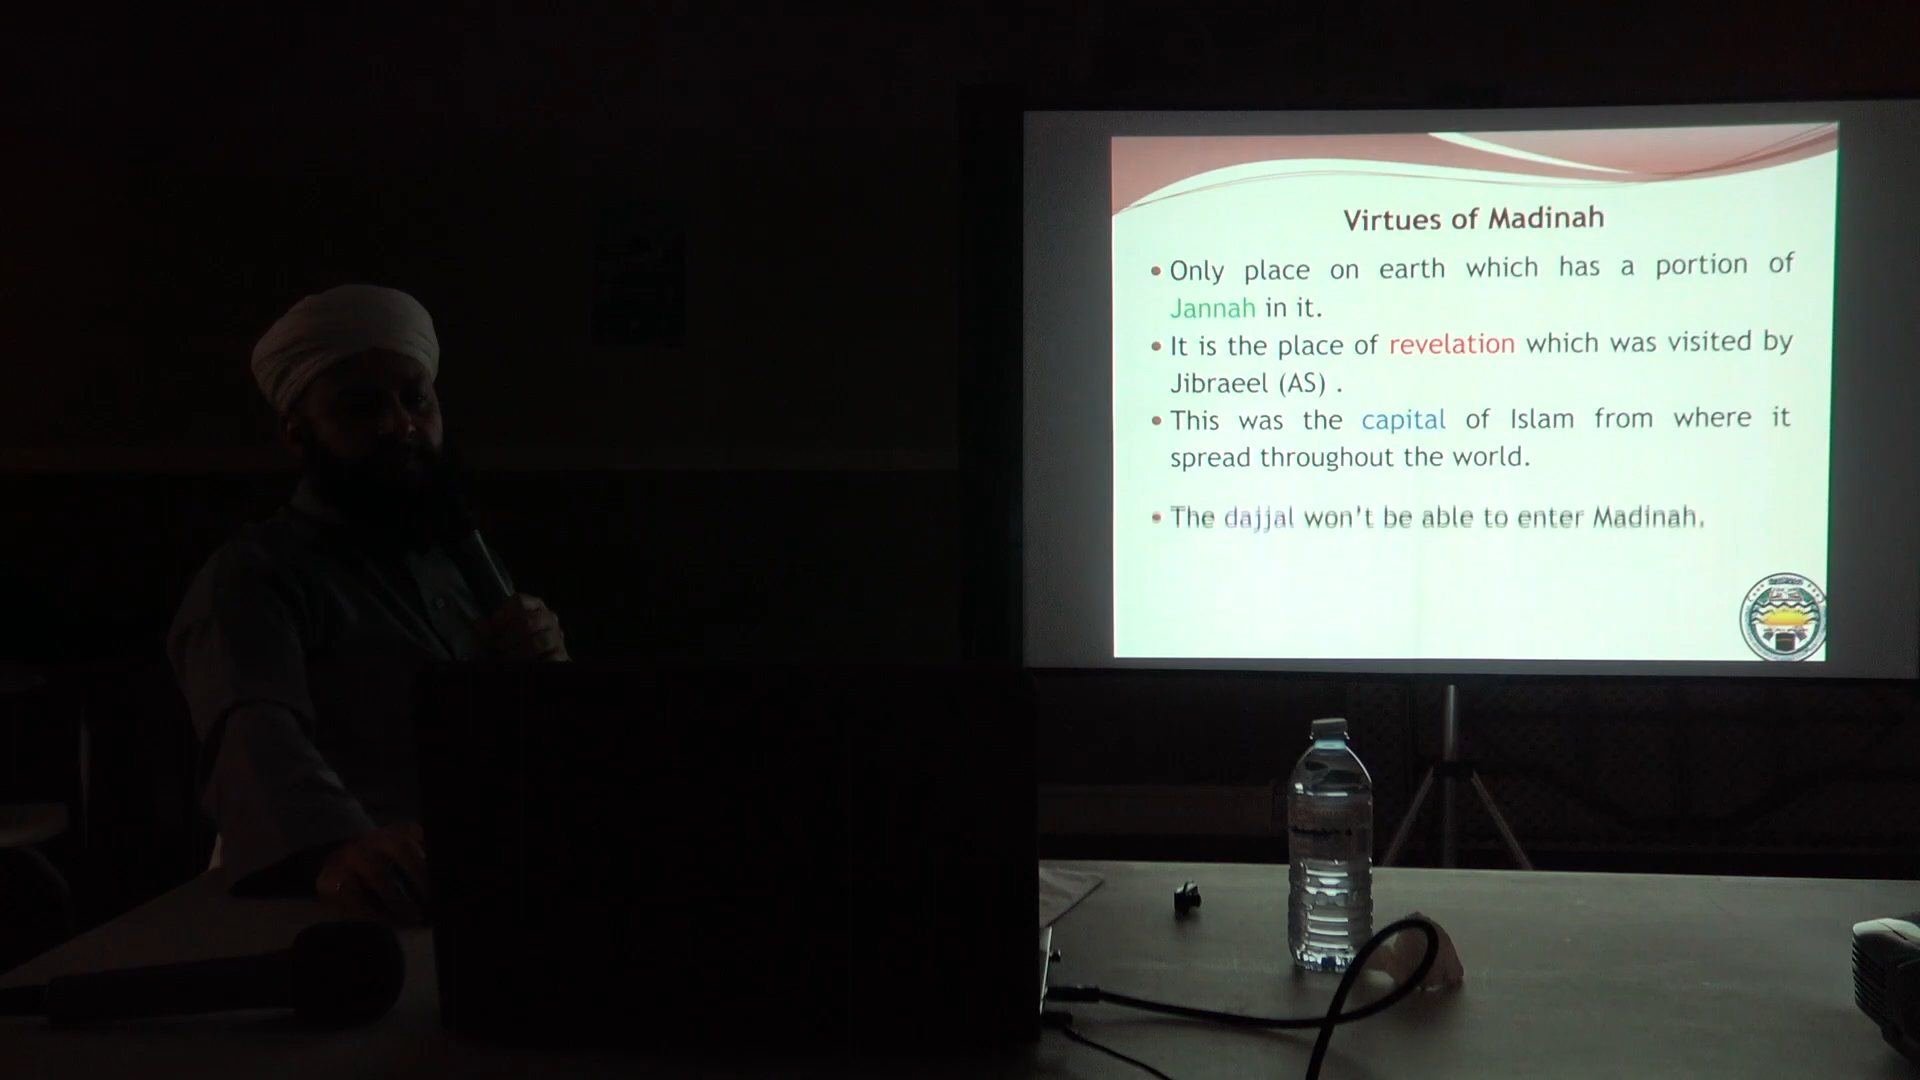 Virtues of Madinah
• Only place on earth which has a portion of
Jannah in it.
• It is the place of revelation which was visited by
Jibraeel (AS) .
• This was the capital of Islam from where it
spread throughout the world.
• The dajjal won't be able to enter Madinah.